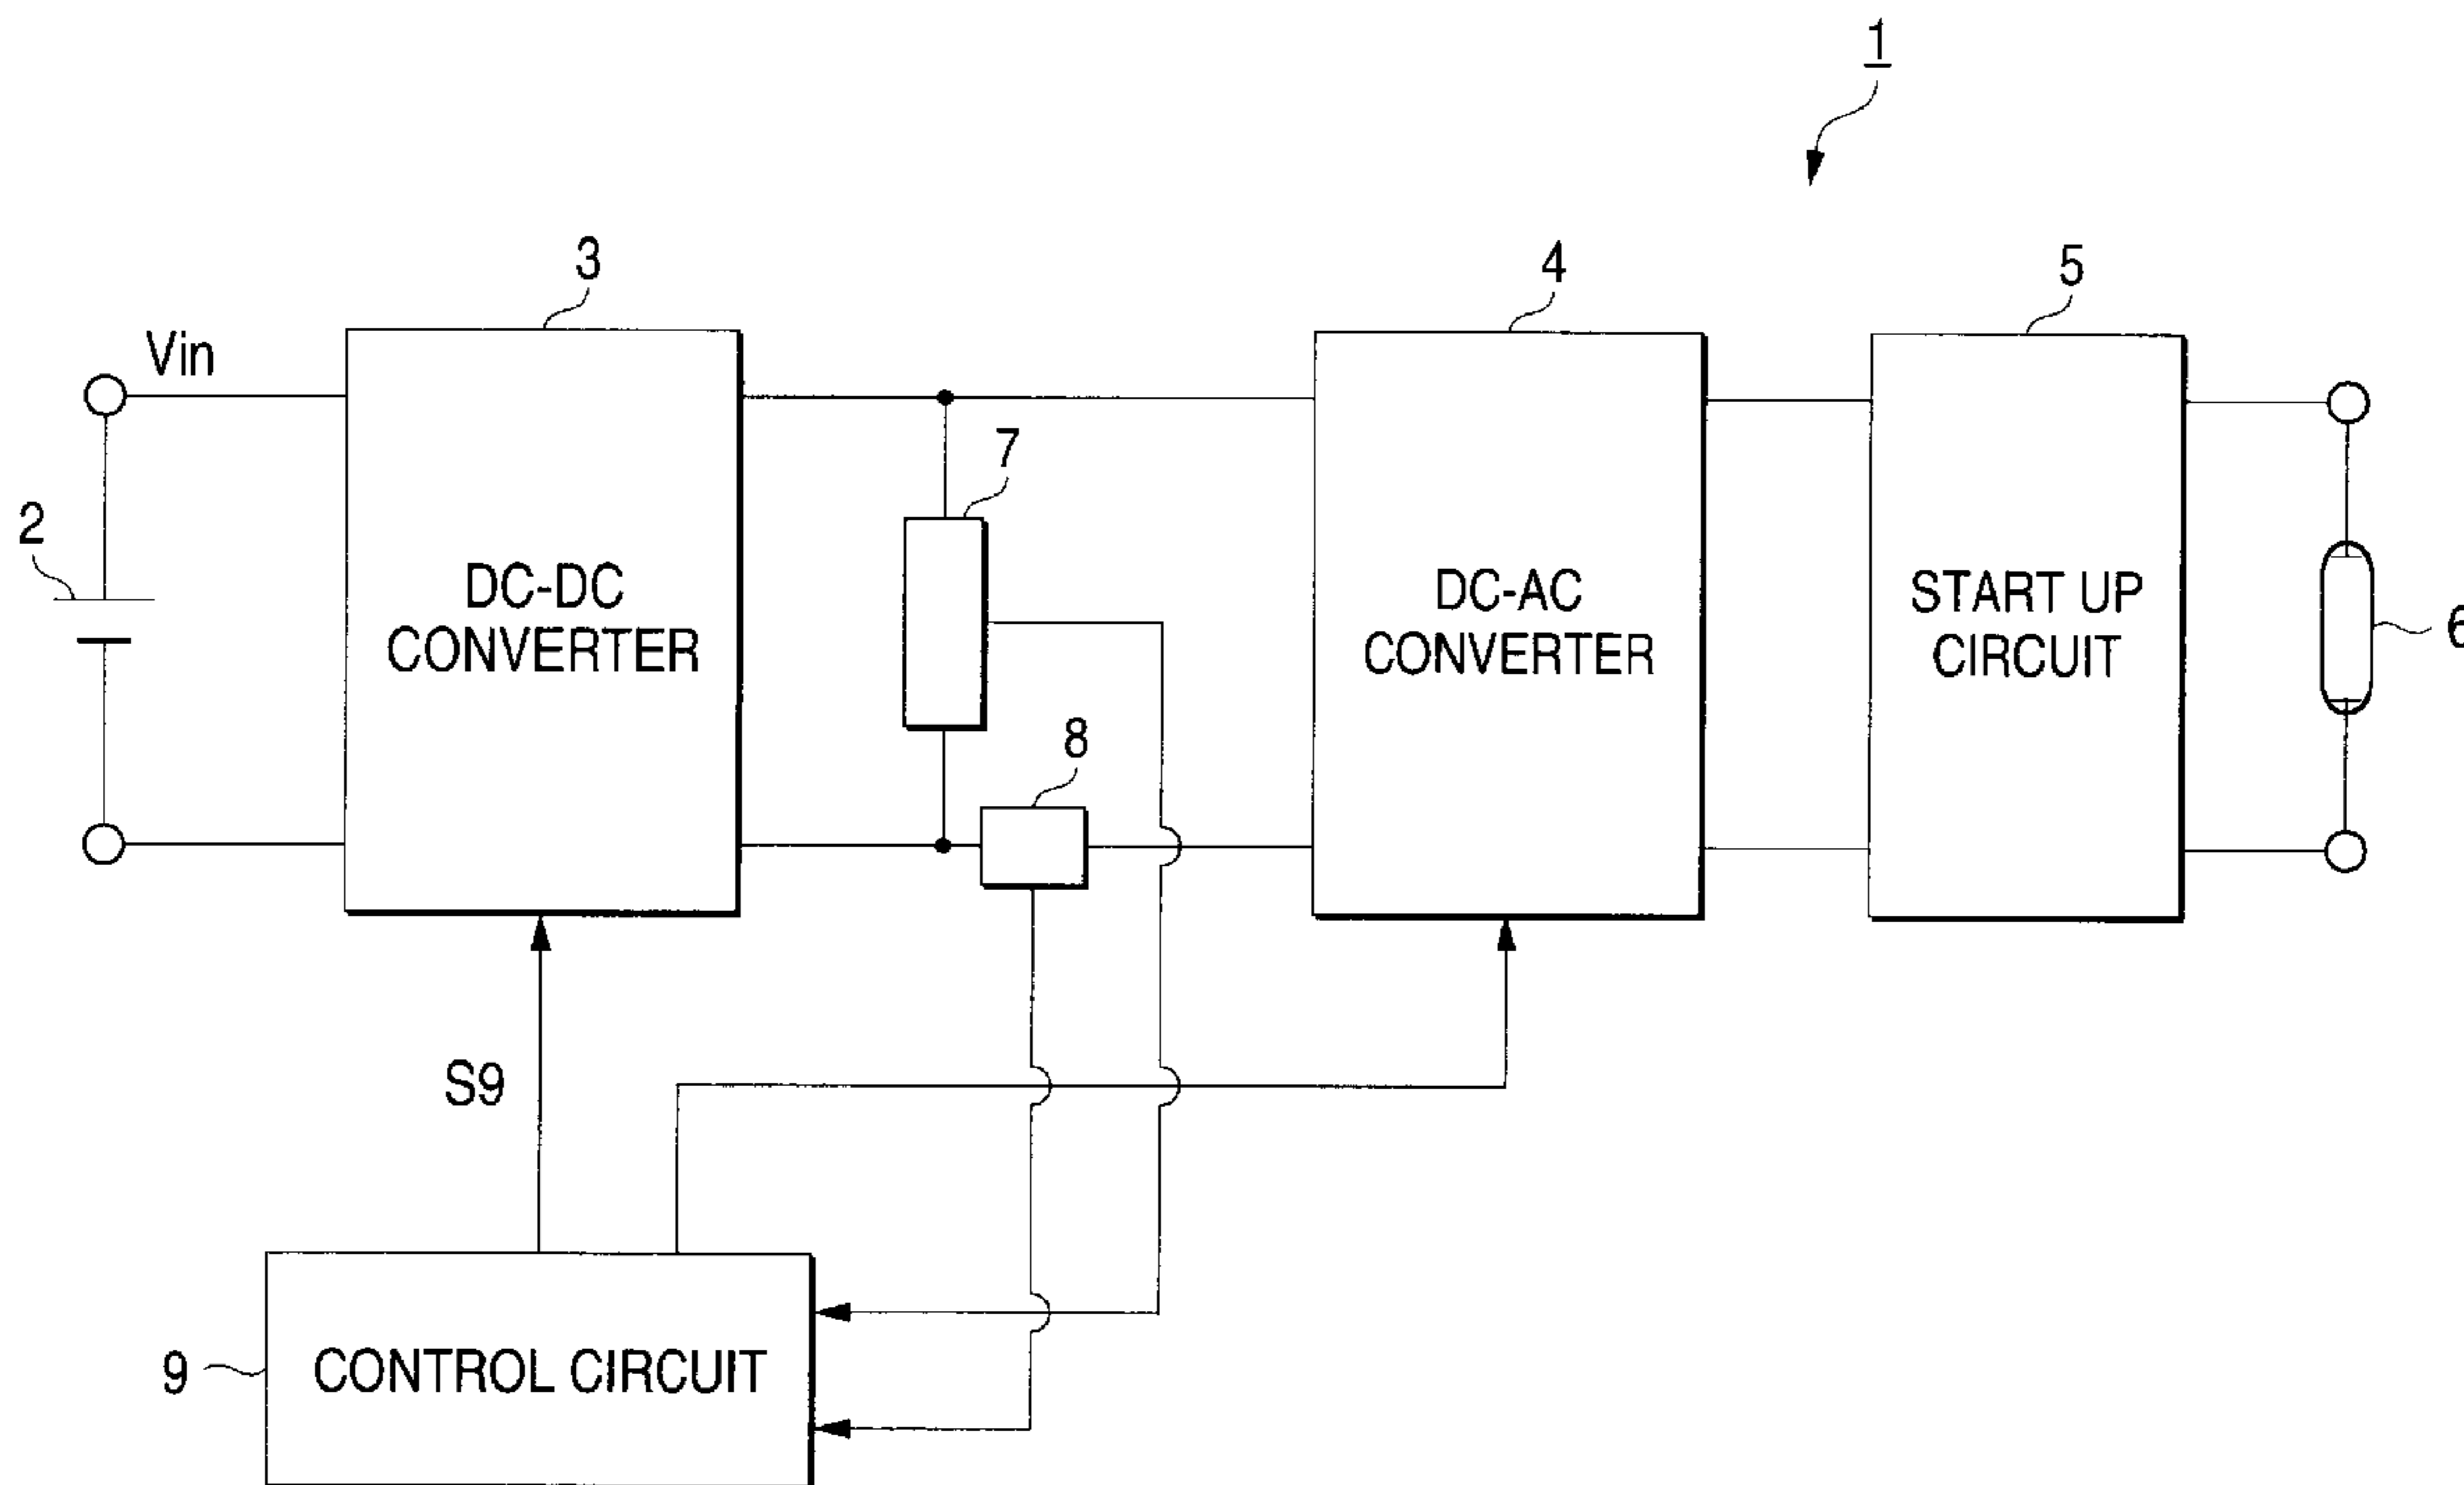 1
3
4
5
Vin
7
2
DC-DC
CONVERTER
DC-AC
CONVERTER
START UP
CIRCUIT
6
8
S9
9
CONTROL CIRCUIT